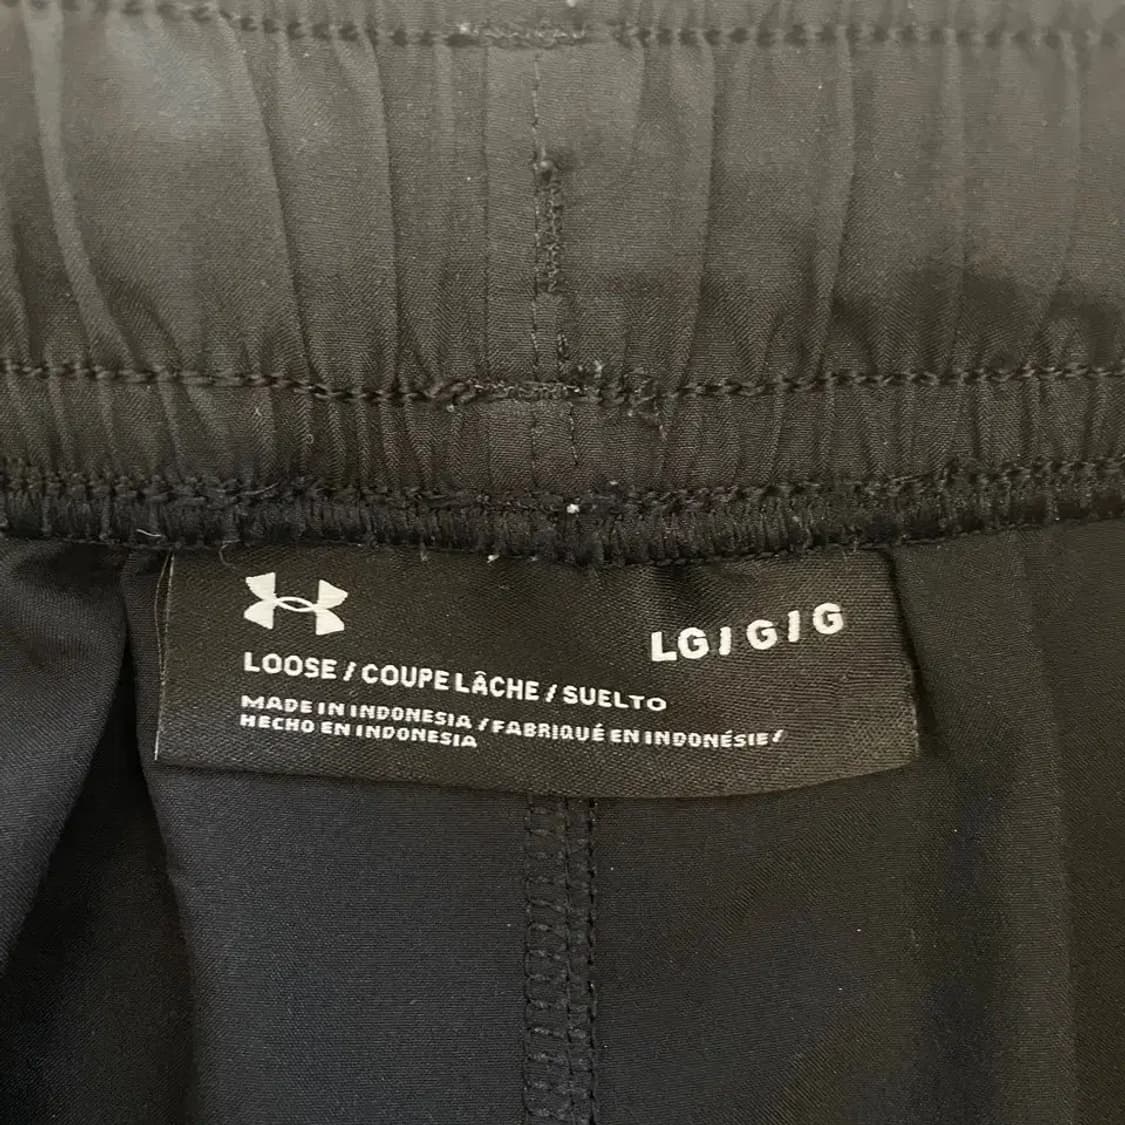 LG / G / G
LOOSE / COUPE LÂCHE / SUELTO
MADE IN INDONESIA / FABRIQUÉ EN INDONÉSIE /
HECHO EN INDONESIA